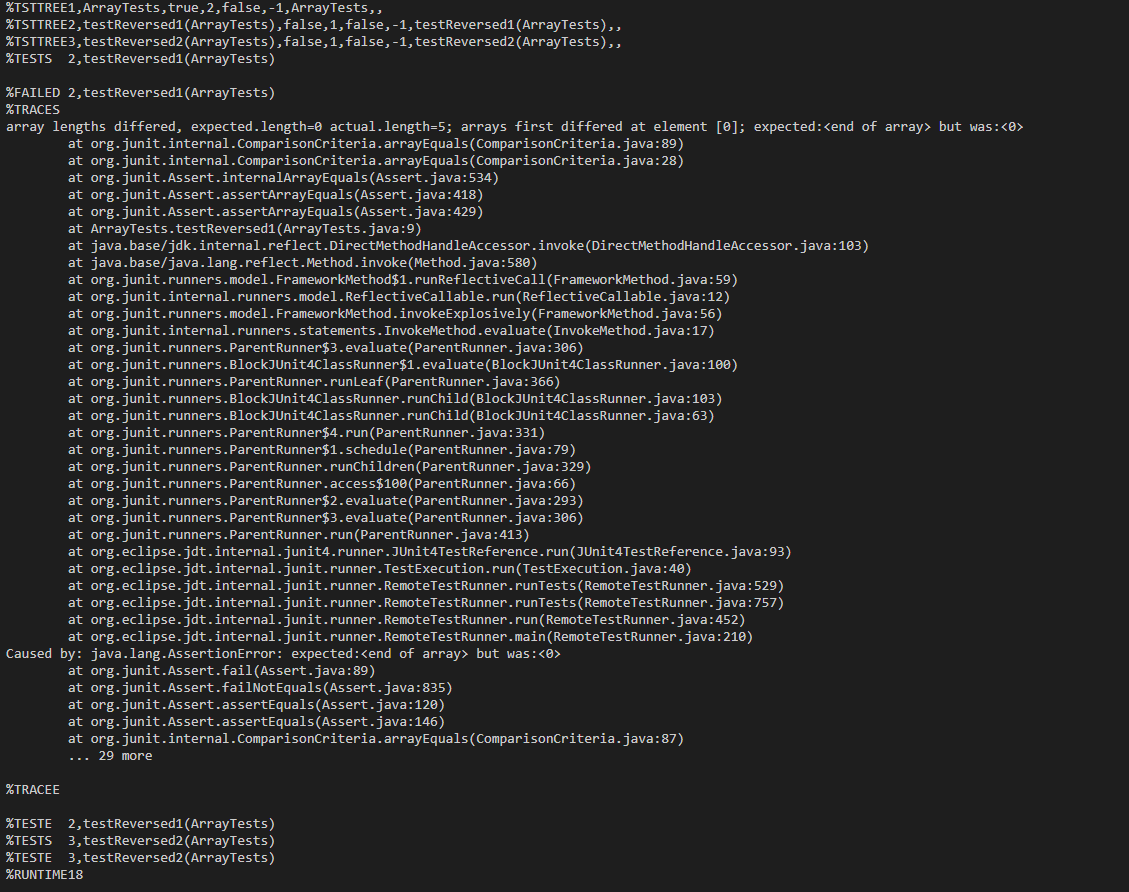 %TSTTREE1,ArrayTests,true,2,false,-1,ArrayTests,,
%TSTTREE2,testReversed1(ArrayTests),false,1,false,-1,testReversed1(ArrayTests),,
%TSTTREE3,testReversed2(ArrayTests),false,1,false,-1,testReversed2(ArrayTests),,
%TESTS  2,testReversed1(ArrayTests)

%FAILED 2,testReversed1(ArrayTests)
%TRACES
array lengths differed, expected.length=0 actual.length=5; arrays first differed at element [0]; expected:<end of array> but was:<0>
        at org.junit.internal.ComparisonCriteria.arrayEquals(ComparisonCriteria.java:89)
        at org.junit.internal.ComparisonCriteria.arrayEquals(ComparisonCriteria.java:28)
        at org.junit.Assert.internalArrayEquals(Assert.java:534)
        at org.junit.Assert.assertArrayEquals(Assert.java:418)
        at org.junit.Assert.assertArrayEquals(Assert.java:429)
        at ArrayTests.testReversed1(ArrayTests.java:9)
        at java.base/jdk.internal.reflect.DirectMethodHandleAccessor.invoke(DirectMethodHandleAccessor.java:103)
        at java.base/java.lang.reflect.Method.invoke(Method.java:580)
        at org.junit.runners.model.FrameworkMethod$1.runReflectiveCall(FrameworkMethod.java:59)
        at org.junit.internal.runners.model.ReflectiveCallable.run(ReflectiveCallable.java:12)
        at org.junit.runners.model.FrameworkMethod.invokeExplosively(FrameworkMethod.java:56)
        at org.junit.internal.runners.statements.InvokeMethod.evaluate(InvokeMethod.java:17)
        at org.junit.runners.ParentRunner$3.evaluate(ParentRunner.java:306)
        at org.junit.runners.BlockJUnit4ClassRunner$1.evaluate(BlockJUnit4ClassRunner.java:100)
        at org.junit.runners.ParentRunner.runLeaf(ParentRunner.java:366)
        at org.junit.runners.BlockJUnit4ClassRunner.runChild(BlockJUnit4ClassRunner.java:103)
        at org.junit.runners.BlockJUnit4ClassRunner.runChild(BlockJUnit4ClassRunner.java:63)
        at org.junit.runners.ParentRunner$4.run(ParentRunner.java:331)
        at org.junit.runners.ParentRunner$1.schedule(ParentRunner.java:79)
        at org.junit.runners.ParentRunner.runChildren(ParentRunner.java:329)
        at org.junit.runners.ParentRunner.access$100(ParentRunner.java:66)
        at org.junit.runners.ParentRunner$2.evaluate(ParentRunner.java:293)
        at org.junit.runners.ParentRunner$3.evaluate(ParentRunner.java:306)
        at org.junit.runners.ParentRunner.run(ParentRunner.java:413)
        at org.eclipse.jdt.internal.junit4.runner.JUnit4TestReference.run(JUnit4TestReference.java:93)
        at org.eclipse.jdt.internal.junit.runner.TestExecution.run(TestExecution.java:40)
        at org.eclipse.jdt.internal.junit.runner.RemoteTestRunner.runTests(RemoteTestRunner.java:529)
        at org.eclipse.jdt.internal.junit.runner.RemoteTestRunner.runTests(RemoteTestRunner.java:757)
        at org.eclipse.jdt.internal.junit.runner.RemoteTestRunner.run(RemoteTestRunner.java:452)
        at org.eclipse.jdt.internal.junit.runner.RemoteTestRunner.main(RemoteTestRunner.java:210)
Caused by: java.lang.AssertionError: expected:<end of array> but was:<0>
        at org.junit.Assert.fail(Assert.java:89)
        at org.junit.Assert.failNotEquals(Assert.java:835)
        at org.junit.Assert.assertEquals(Assert.java:120)
        at org.junit.Assert.assertEquals(Assert.java:146)
        at org.junit.internal.ComparisonCriteria.arrayEquals(ComparisonCriteria.java:87)
        ... 29 more

%TRACEE

%TESTE  2,testReversed1(ArrayTests)
%TESTS  3,testReversed2(ArrayTests)
%TESTE  3,testReversed2(ArrayTests)
%RUNTIME18